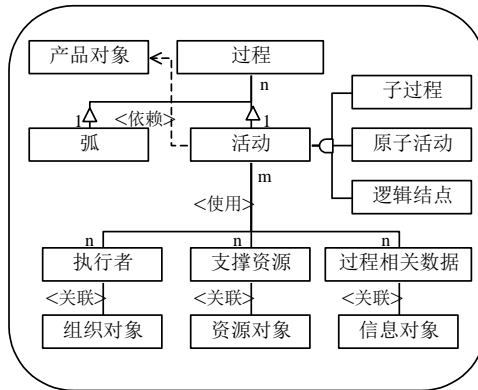 产品对象
过程
n
子过程
1
<依赖>
1
弧
活动
原子活动
m
逻辑结点
<使用>
n
n
n
执行者
支撑资源
过程相关数据
<关联>
<关联>
<关联>
组织对象
资源对象
信息对象